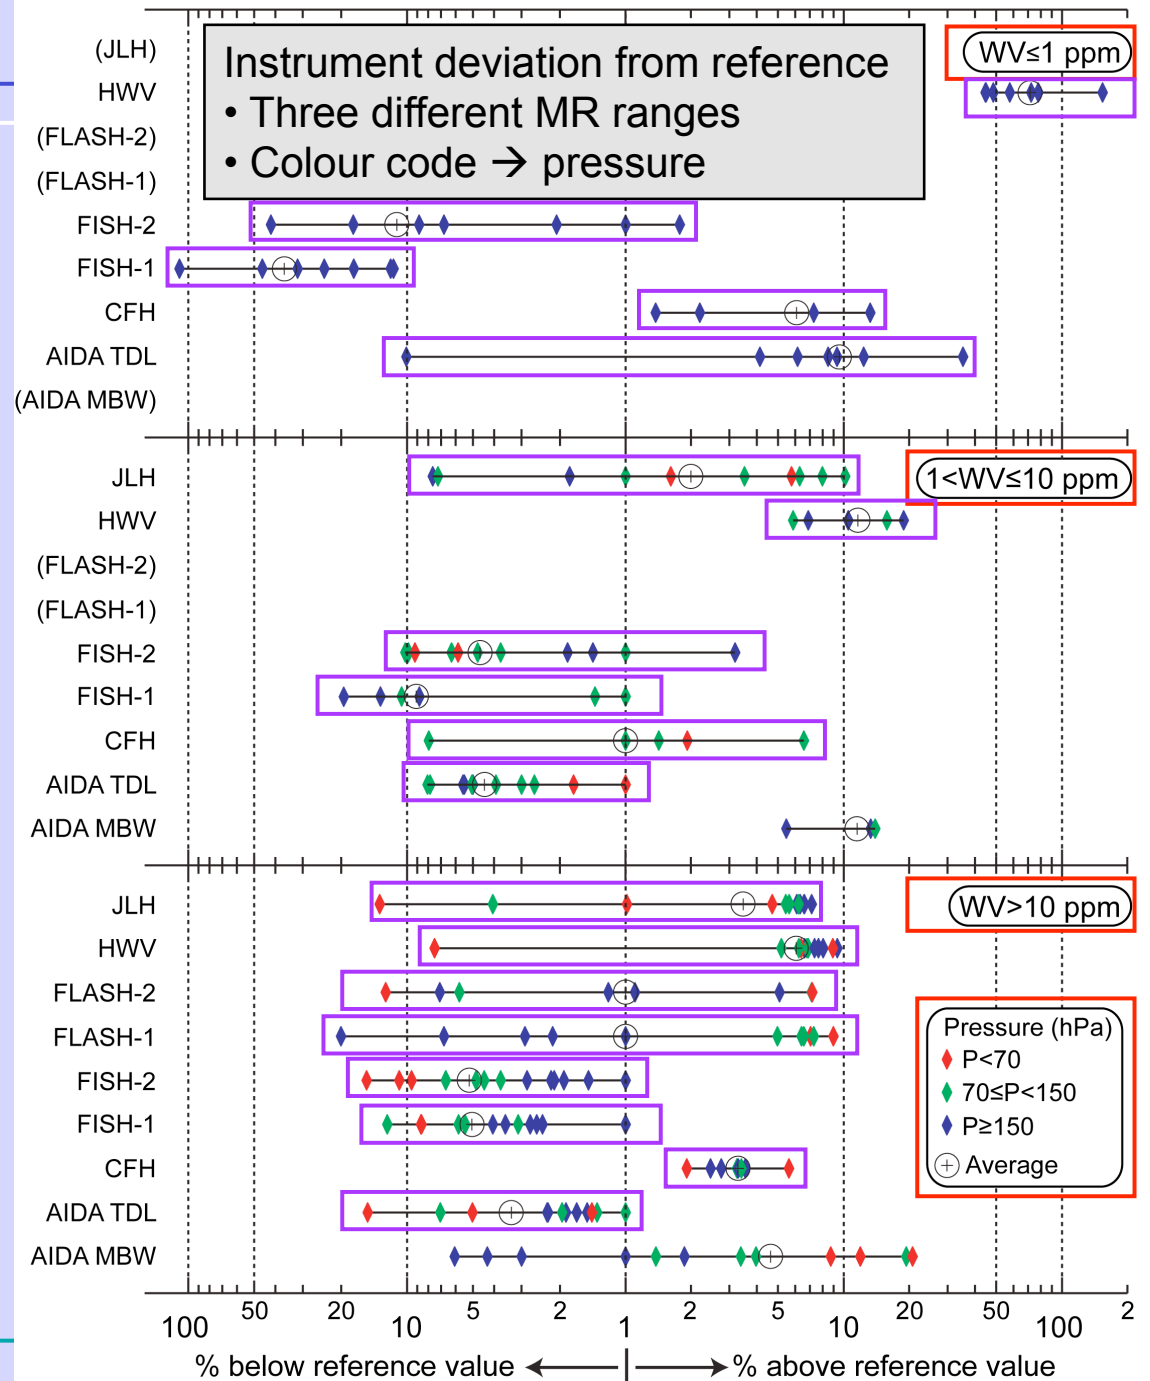 Instrument deviation from reference
• Three different MR ranges
• Colour code → pressure
WV≤1 ppm
(JLH)
HWV
(FLASH-2)
(FLASH-1)
FISH-2
FISH-1
CFH
AIDA TDL
(AIDA MBW)
1<WV≤10 ppm
JLH
HWV
(FLASH-2)
(FLASH-1)
FISH-2
FISH-1
CFH
AIDA TDL
AIDA MBW
WV>10 ppm
JLH
HWV
FLASH-2
FLASH-1
FISH-2
FISH-1
CFH
AIDA TDL
AIDA MBW
Pressure (hPa)
P<70
70≤P<150
P≥150
Average
100 50 20 10 5 2 1 2 5 10 20 50 100 2
% below reference value
% above reference value